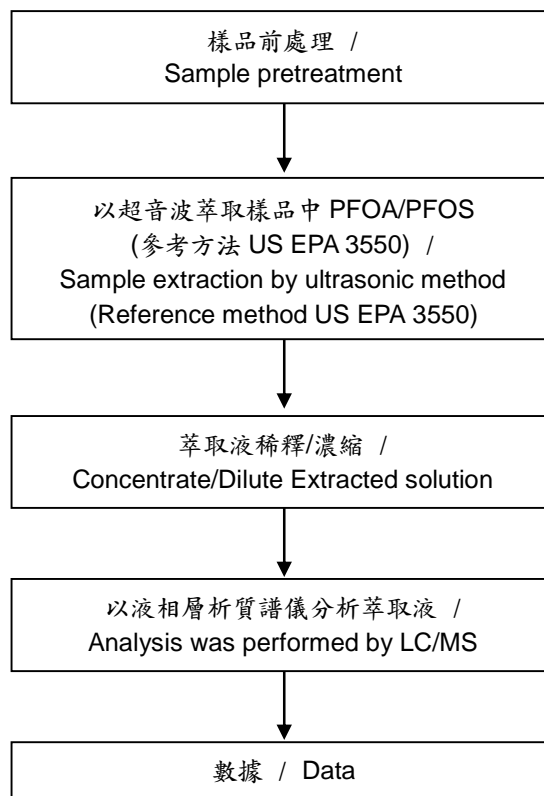 樣品前處理 /
Sample pretreatment
以超音波萃取樣品中 PFOA/PFOS
(參考方法 US EPA 3550) /
Sample extraction by ultrasonic method
(Reference method US EPA 3550)
萃取液稀釋/濃縮 /
Concentrate/Dilute Extracted solution
以液相層析質譜儀分析萃取液 /
Analysis was performed by LC/MS
數據 / Data